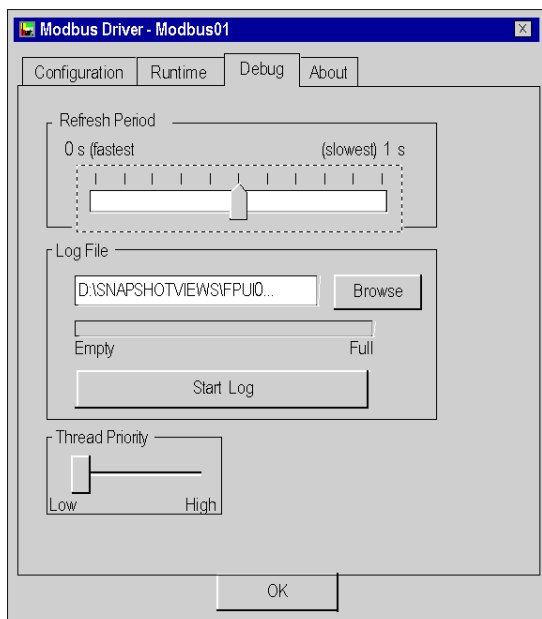 Modbus Driver - Modbus01
Configuration Runtime Debug About
Refresh Period
0 s (fastest (slowest) 1 s
Log File
D:\SNAPSHOTVIEWS\FPUI0... Browse
Empty Full
Start Log
Thread Priority
Low High
OK